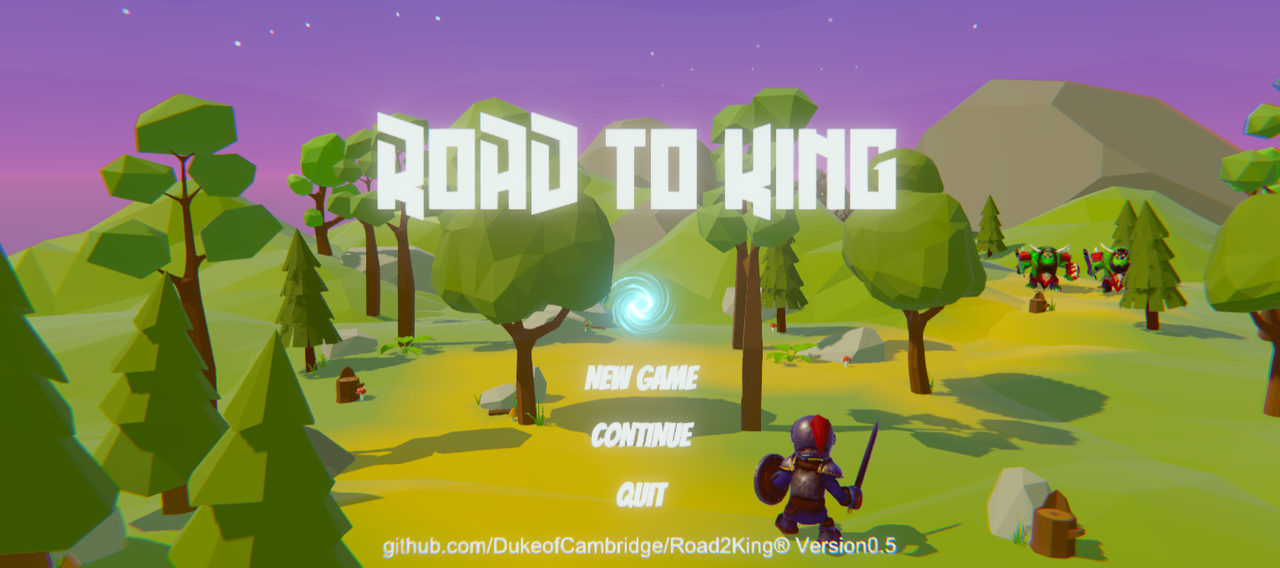 ROAD TO KING
NEW GAME
CONTINUE
QUIT
github.com/DukeofCambridge/Road2King® Version0.5